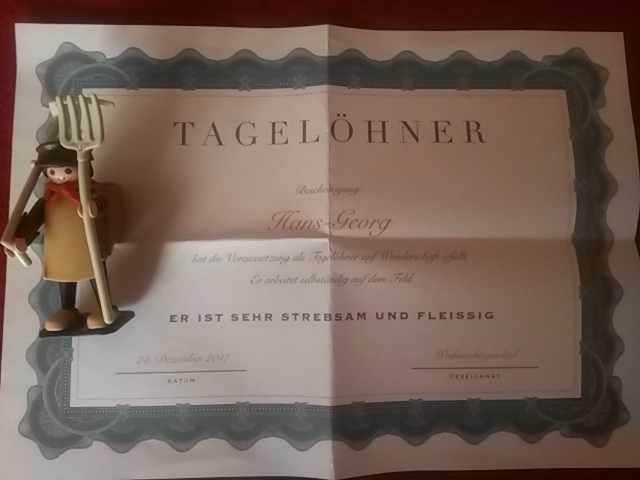 TAGELÖHNER
Bescheinigung:
Hans-Georg
hat die Voraussetzung als Tagelöhner auf Wanderschaft erfüllt
Er arbeitet selbständig auf dem Feld
ER IST SEHR STREBSAM UND FLEISSIG
24. Dezember 2017
Weihnachtswichtel
DATUM
GEZEICHNET